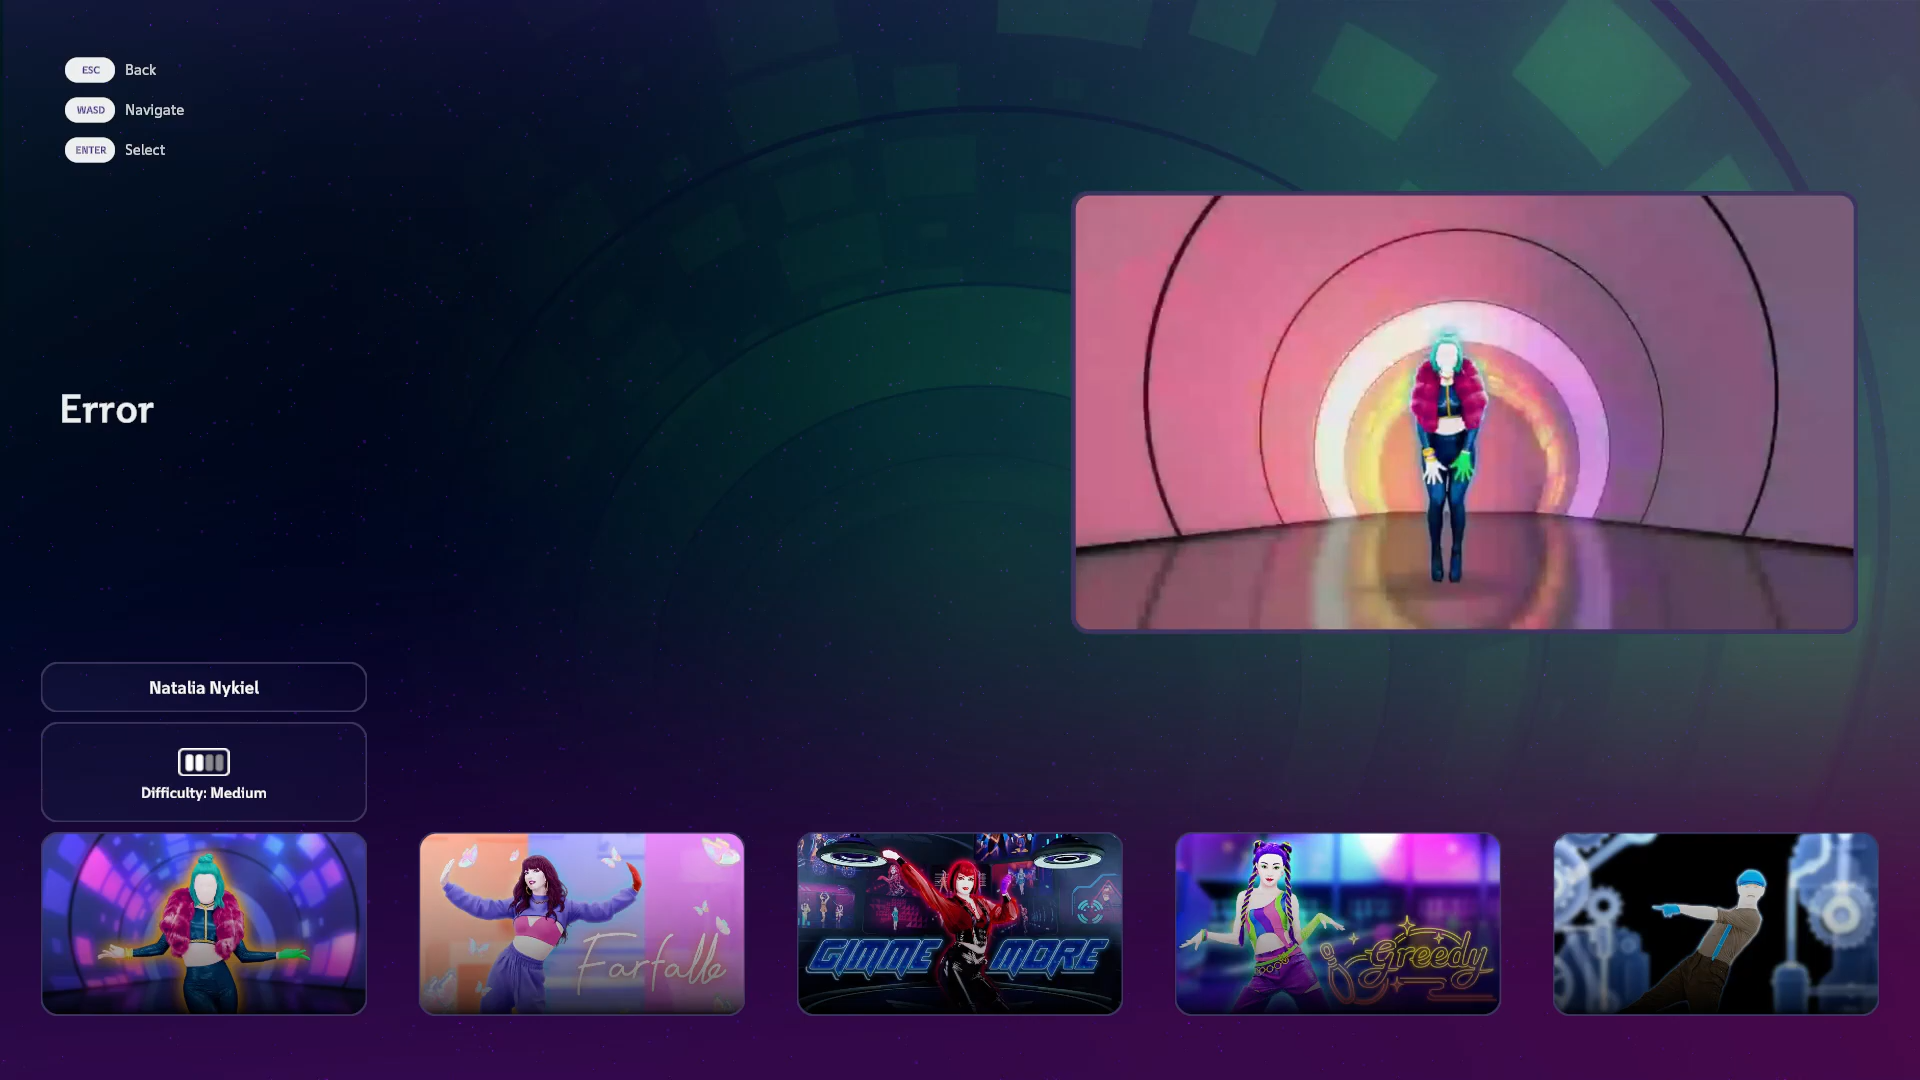 ESC Back
WASD Navigate
ENTER Select
Error
Natalia Nykiel
Difficulty: Medium
Farfalle
GIMME MORE
Greedy